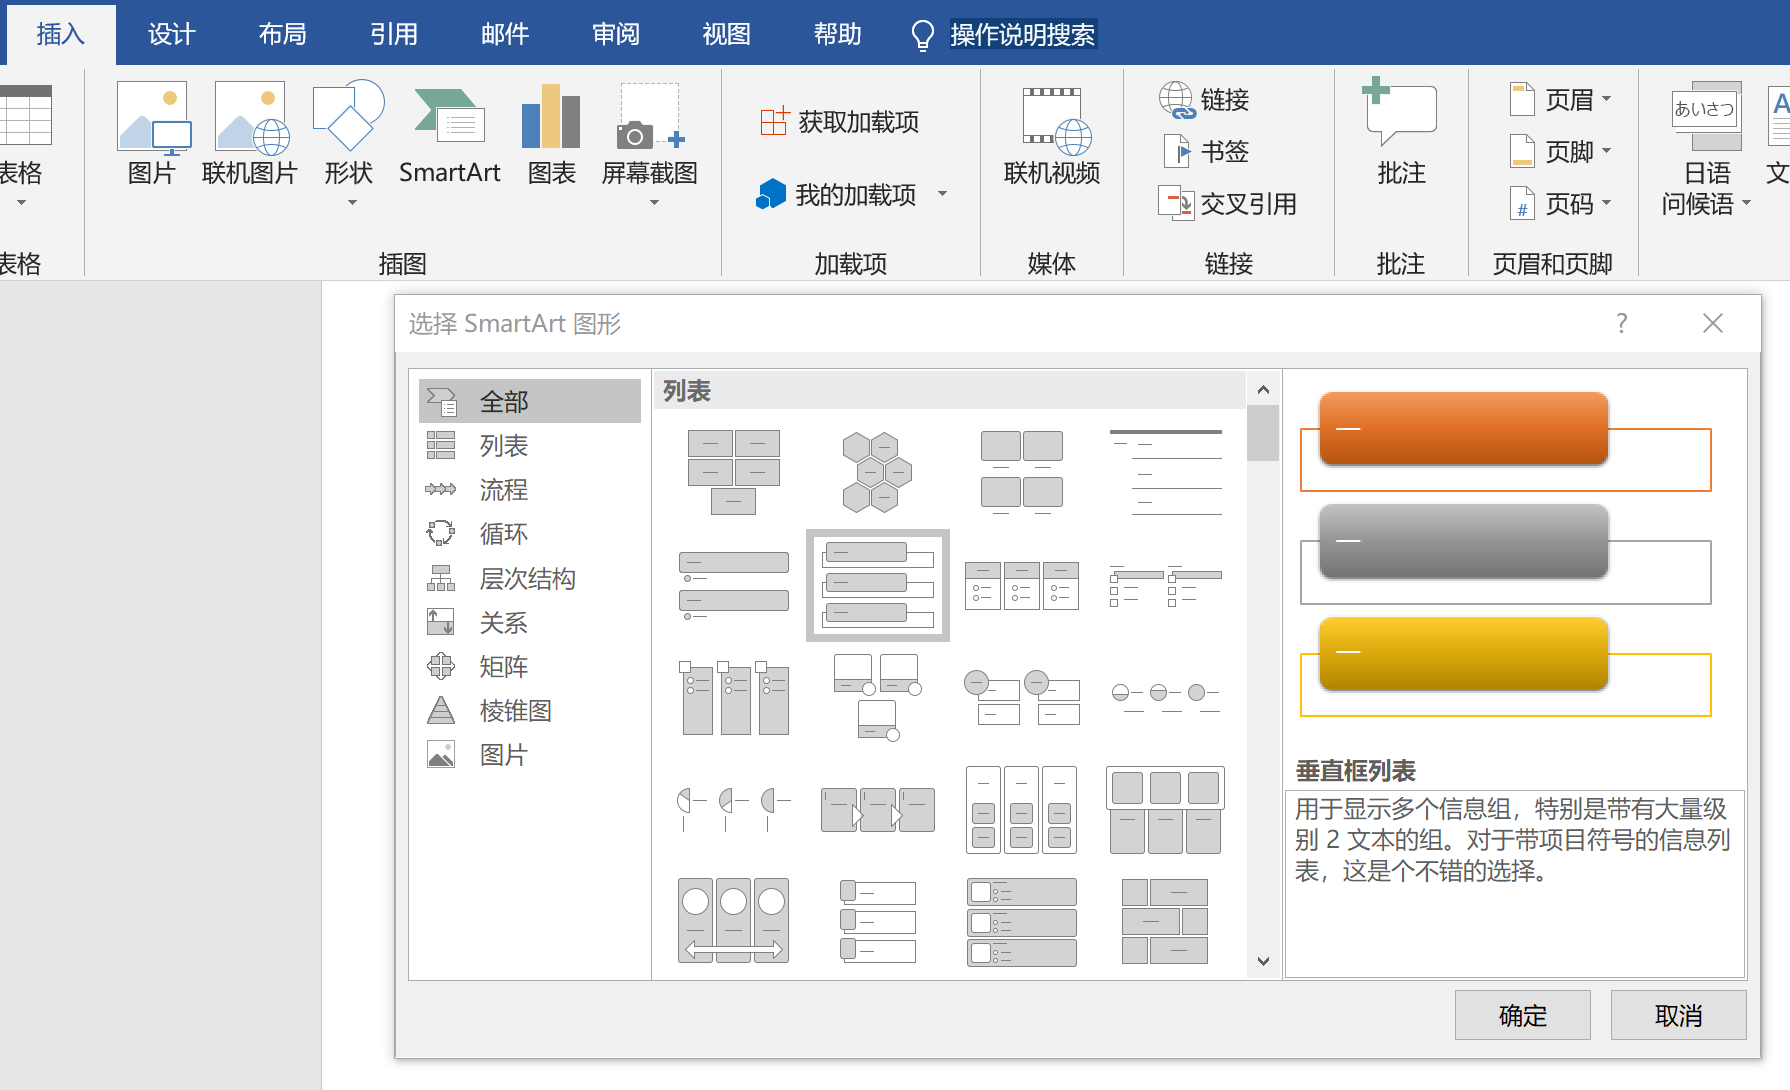 插入 设计 布局 引用 邮件 审阅 视图 帮助 操作说明搜索
表格 图片 联机图片 形状 SmartArt 图表 屏幕截图
获取加载项
我的加载项
联机视频
链接
书签
交叉引用
批注
页眉
页脚
页码
#
あいさつ
日语
问候语
A
文
表格 插图 加载项 媒体 链接 批注 页眉和页脚
选择 SmartArt 图形 ?
全部
列表
流程
循环
层次结构
关系
矩阵
棱锥图
图片
列表
垂直框列表
用于显示多个信息组，特别是带有大量级
别 2 文本的组。对于带项目符号的信息列
表，这是个不错的选择。
确定 取消